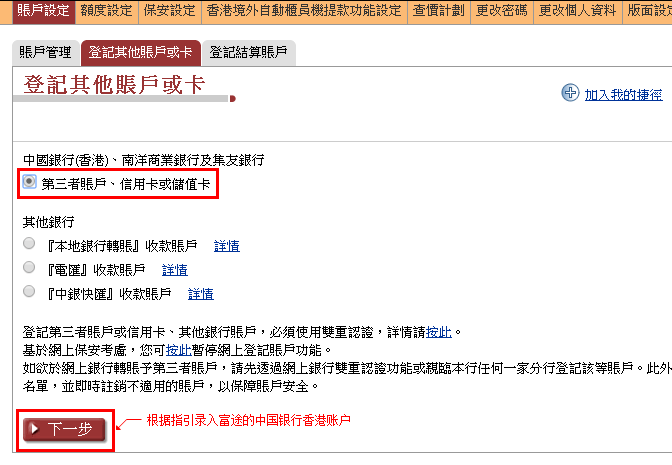 賬戶設定 額度設定 保安設定 香港境外自動櫃員機提款功能設定 查價計劃 更改密碼 更改個人資料 版面設定
賬戶管理 登記其他賬戶或卡 登記結算賬戶
登記其他賬戶或卡
加入我的捷徑
中國銀行(香港)、南洋商業銀行及集友銀行
第三者賬戶、信用卡或儲值卡
其他銀行
『本地銀行轉賬』收款賬戶 詳情
『電匯』收款賬戶 詳情
『中銀快匯』收款賬戶 詳情
登記第三者賬戶或信用卡、其他銀行賬戶，必須使用雙重認證，詳情請按此。
基於網上保安考慮，您可按此暫停網上登記賬戶功能。
如欲於網上銀行轉賬予第三者賬戶，請先透過網上銀行雙重認證功能或親臨本行任何一家分行登記該等賬戶。此外
名單，並即時註銷不適用的賬戶，以保障賬戶安全。
下一步 根据指引录入富途的中国银行香港账户